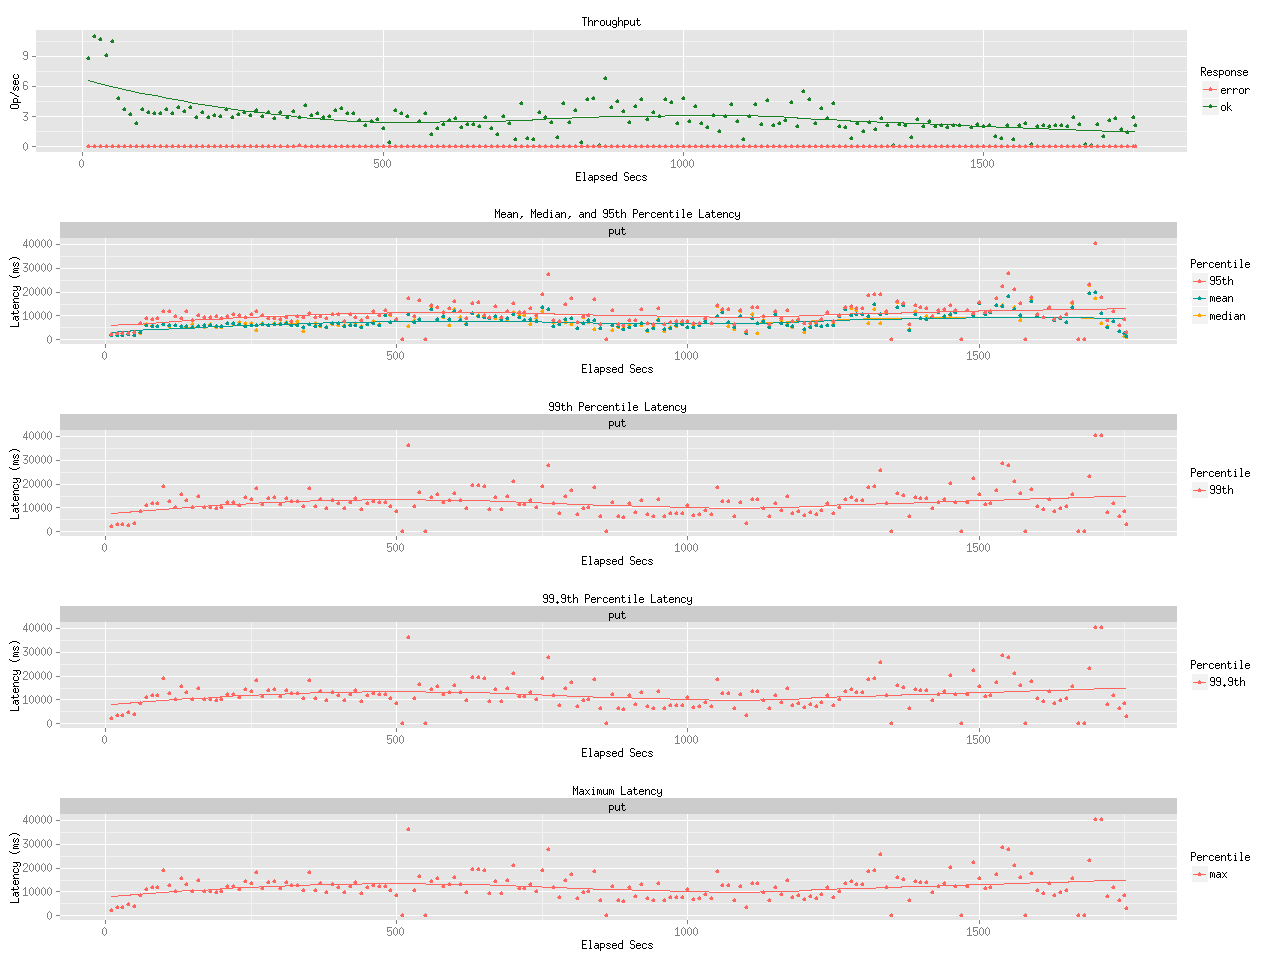 Throughput
9
6
3
0
Op/sec
0
500
1000
1500
Elapsed Secs
Response
error
ok
Mean, Median, and 95th Percentile Latency
put
40000
30000
20000
10000
0
Latency (ms)
0
500
1000
1500
Elapsed Secs
Percentile
95th
mean
median
99th Percentile Latency
put
40000
30000
20000
10000
0
Latency (ms)
0
500
1000
1500
Elapsed Secs
Percentile
99th
99.9th Percentile Latency
put
40000
30000
20000
10000
0
Latency (ms)
0
500
1000
1500
Elapsed Secs
Percentile
99.9th
Maximum Latency
put
40000
30000
20000
10000
0
Latency (ms)
0
500
1000
1500
Elapsed Secs
Percentile
max